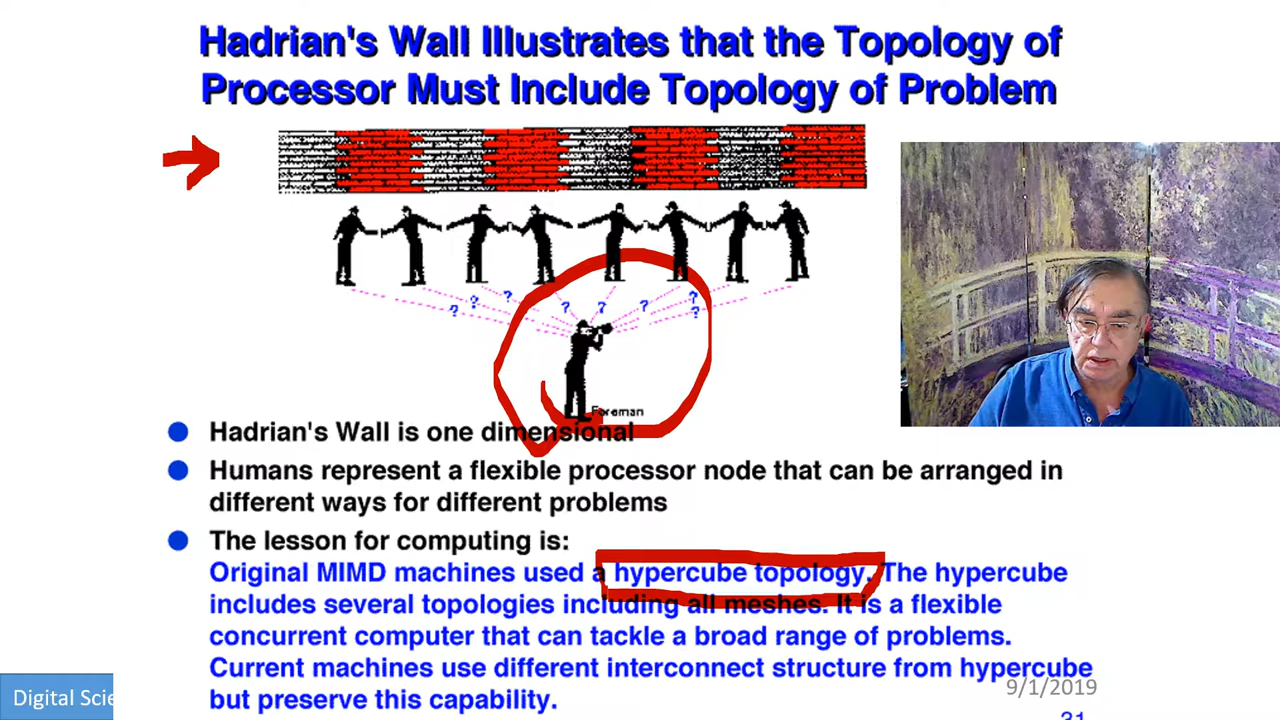 Hadrian's Wall Illustrates that the Topology of
Processor Must Include Topology of Problem
? ? ? ? ? ? ?
? ?
Foreman
Hadrian's Wall is one dimensional
Humans represent a flexible processor node that can be arranged in
different ways for different problems
The lesson for computing is:
Original MIMD machines used a hypercube topology. The hypercube
includes several topologies including all meshes. It is a flexible
concurrent computer that can tackle a broad range of problems.
Current machines use different interconnect structure from hypercube
but preserve this capability.
Digital Scie
9/1/2019
31